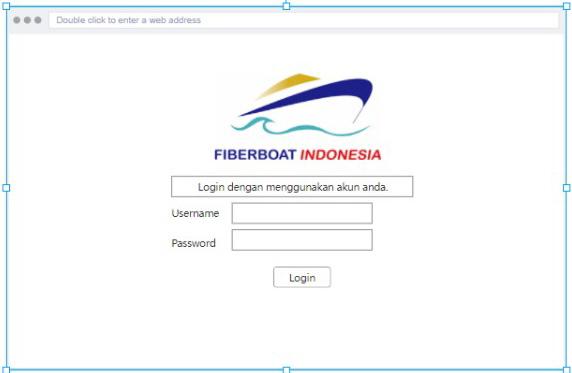 Double click to enter a web address
FIBERBOAT INDONESIA
Login dengan menggunakan akun anda.
Username
Password
Login